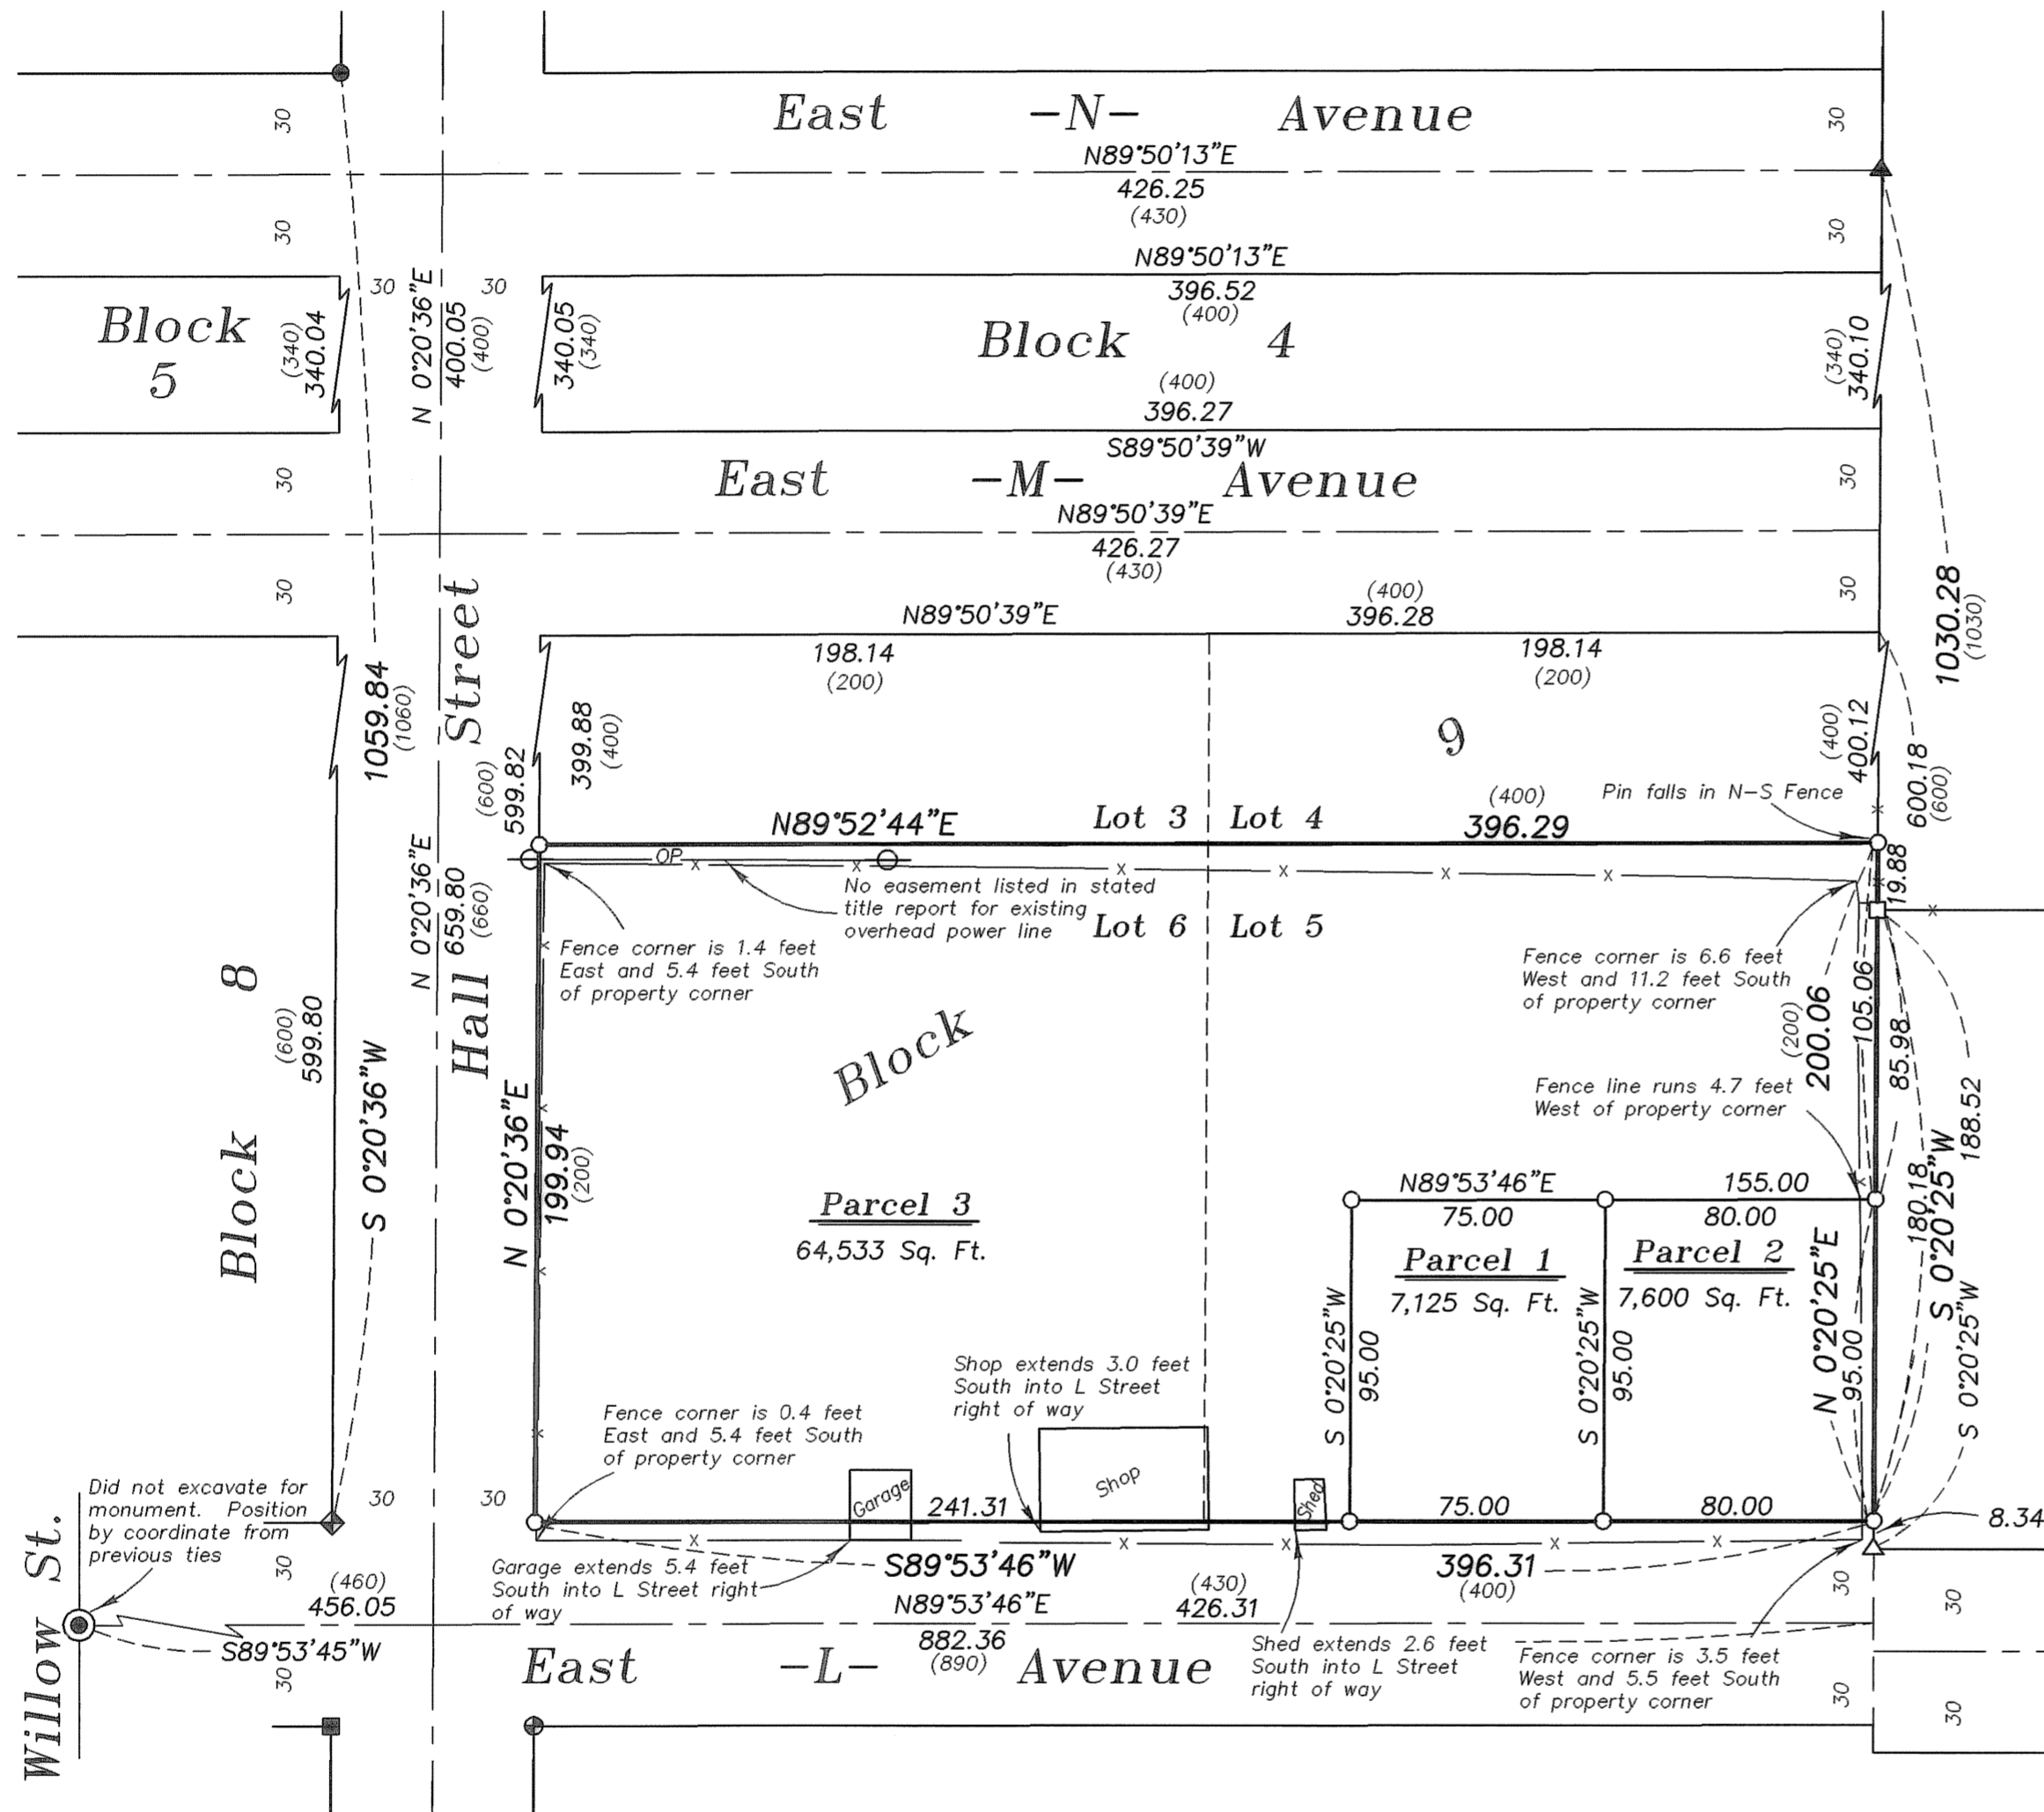 East -N- Avenue
30
30
N89°50'13"E
426.25
(430)
30
30
N89°50'13"E
396.52
(400)
30
30
Block
5
(340)
340.04
N 0°20'36"E
400.05
(400)
340.05
(340)
Block 4
(340)
340.10
(400)
396.27
S89°50'39"W
East -M- Avenue
30
30
N89°50'39"E
426.27
(430)
30
30
1030.28
(1030)
N89°50'39"E
(400)
396.28
198.14
(200)
198.14
(200)
1059.84
(1060)
Hall Street
(600)
599.82
399.88
(400)
9
(400)
400.12
600.18
(600)
Pin falls in N-S Fence
N89°52'44"E
Lot 3
Lot 4
(400)
396.29
OP
No easement listed in stated
title report for existing
overhead power line
Lot 6
Lot 5
19.88
N 0°20'36"E
659.80
(660)
Fence corner is 1.4 feet
East and 5.4 feet South
of property corner
Fence corner is 6.6 feet
West and 11.2 feet South
of property corner
Block
8
(600)
599.80
S 0°20'36"W
Block
(200)
200.06
105.06
85.98
188.52
Fence line runs 4.7 feet
West of property corner
N 0°20'36"E
199.94
(200)
Parcel 3
64,533 Sq. Ft.
N89°53'46"E
75.00
155.00
80.00
180.18
S 0°20'25"W
Parcel 1
7,125 Sq. Ft.
Parcel 2
7,600 Sq. Ft.
S 0°20'25"W
95.00
S 0°20'25"W
95.00
N 0°20'25"E
95.00
S 0°20'25"W
Shop extends 3.0 feet
South into L Street
right of way
Fence corner is 0.4 feet
East and 5.4 feet South
of property corner
Did not excavate for
monument. Position
by coordinate from
previous ties
30
30
Garage
241.31
Shop
Shed
75.00
80.00
8.34
Willow St.
30
(460)
456.05
S89°53'45"W
30
Garage extends 5.4 feet
South into L Street right
of way
S89°53'46"W
396.31
(400)
N89°53'46"E
(430)
426.31
882.36
(890)
30
30
East -L- Avenue
Shed extends 2.6 feet
South into L Street
right of way
Fence corner is 3.5 feet
West and 5.5 feet South
of property corner
30
30